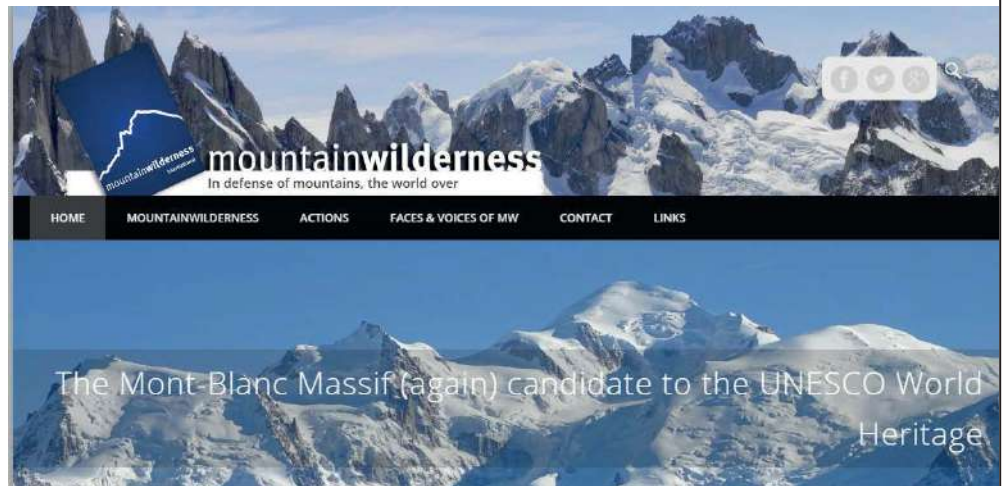 mountainwilderness
international
mountainwilderness
In defense of mountains, the world over
HOME MOUNTAINWILDERNESS ACTIONS FACES & VOICES OF MW CONTACT LINKS
The Mont-Blanc Massif (again) candidate to the UNESCO World
Heritage